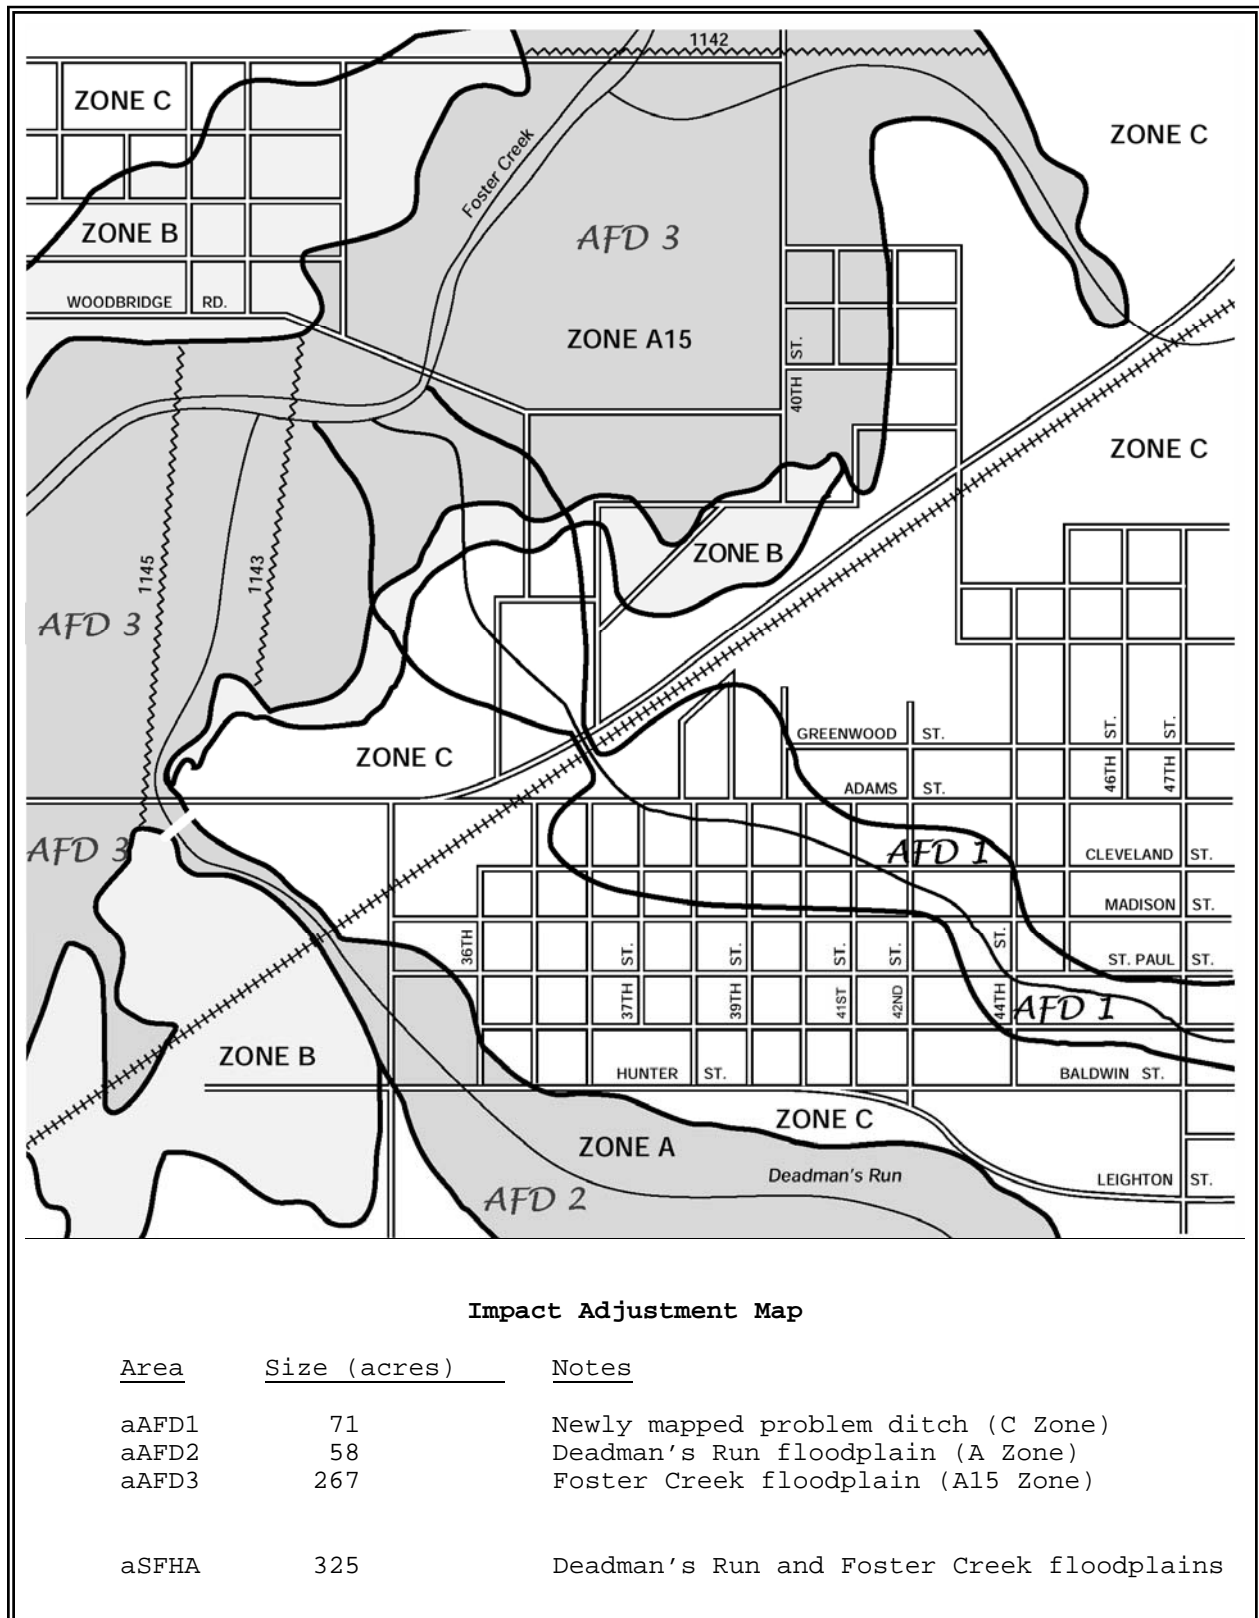 1142
ZONE C
ZONE C
Foster Creek
ZONE B
AFD 3
WOODBRIDGE RD.
ZONE A15
40TH ST.
ZONE C
1145
1143
ZONE B
AFD 3
ZONE C
GREENWOOD ST.
46TH ST.
47TH ST.
ADAMS ST.
AFD 3
AFD 1
CLEVELAND ST.
MADISON ST.
36TH
37TH ST.
39TH ST.
41ST ST.
42ND ST.
44TH ST.
ST. PAUL ST.
AFD 1
ZONE B
HUNTER ST.
BALDWIN ST.
ZONE C
ZONE A
Deadman's Run
LEIGHTON ST.
AFD 2
Impact Adjustment Map
Area Size (acres) Notes
aAFD1 71 Newly mapped problem ditch (C Zone)
aAFD2 58 Deadman's Run floodplain (A Zone)
aAFD3 267 Foster Creek floodplain (A15 Zone)
aSFHA 325 Deadman's Run and Foster Creek floodplains